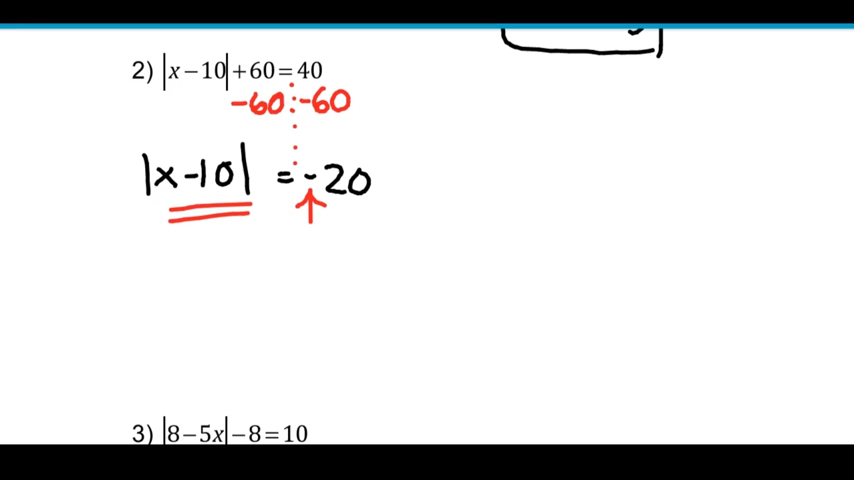 2) |x − 10| + 60 = 40
-60 -60
|x - 10| = -20
3) |8 − 5x| − 8 = 10